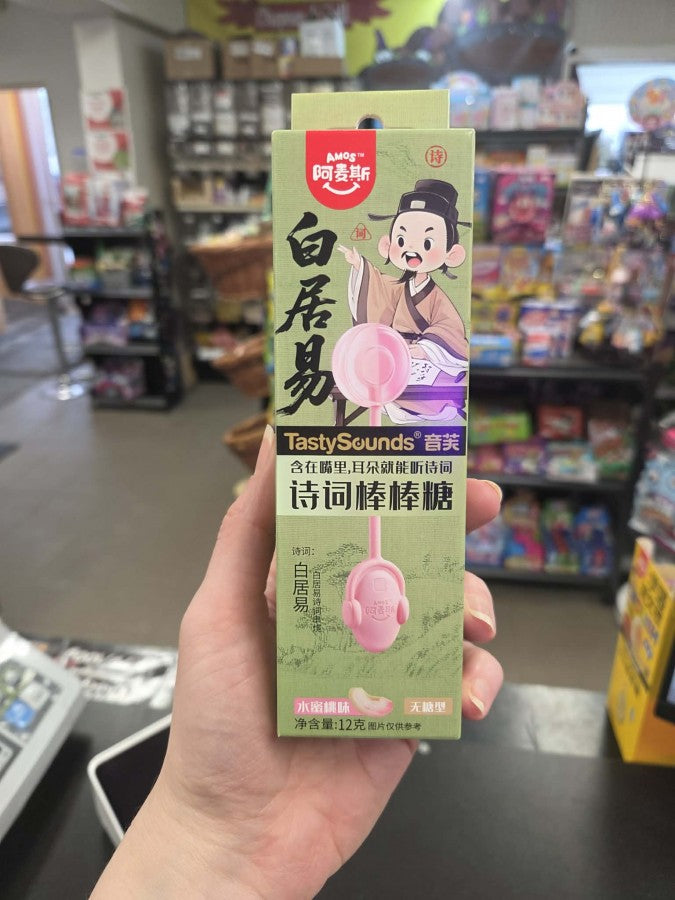 AMOS™
阿麦斯
诗
词
白居易
TastySounds® 音芙
含在嘴里,耳朵就能听诗词
诗词棒棒糖
诗词:
白居易
白居易诗词串烧
AMOS
阿麦斯
水蜜桃味
无糖型
净含量:12克 图片仅供参考